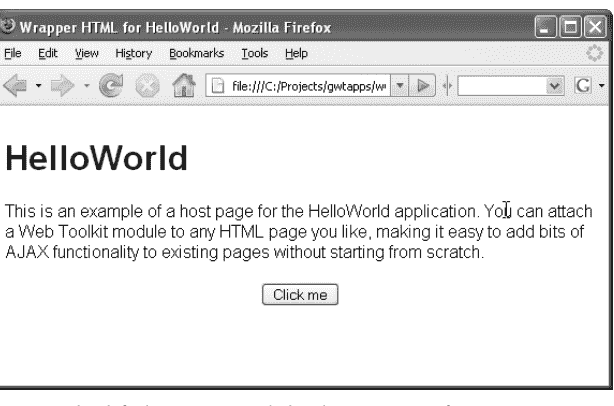 Wrapper HTML for HelloWorld - Mozilla Firefox
File Edit View History Bookmarks Tools Help
file:///C:/Projects/gwtapps/w
G
HelloWorld
This is an example of a host page for the HelloWorld application. You can attach
a Web Toolkit module to any HTML page you like, making it easy to add bits of
AJAX functionality to existing pages without starting from scratch.
Click me